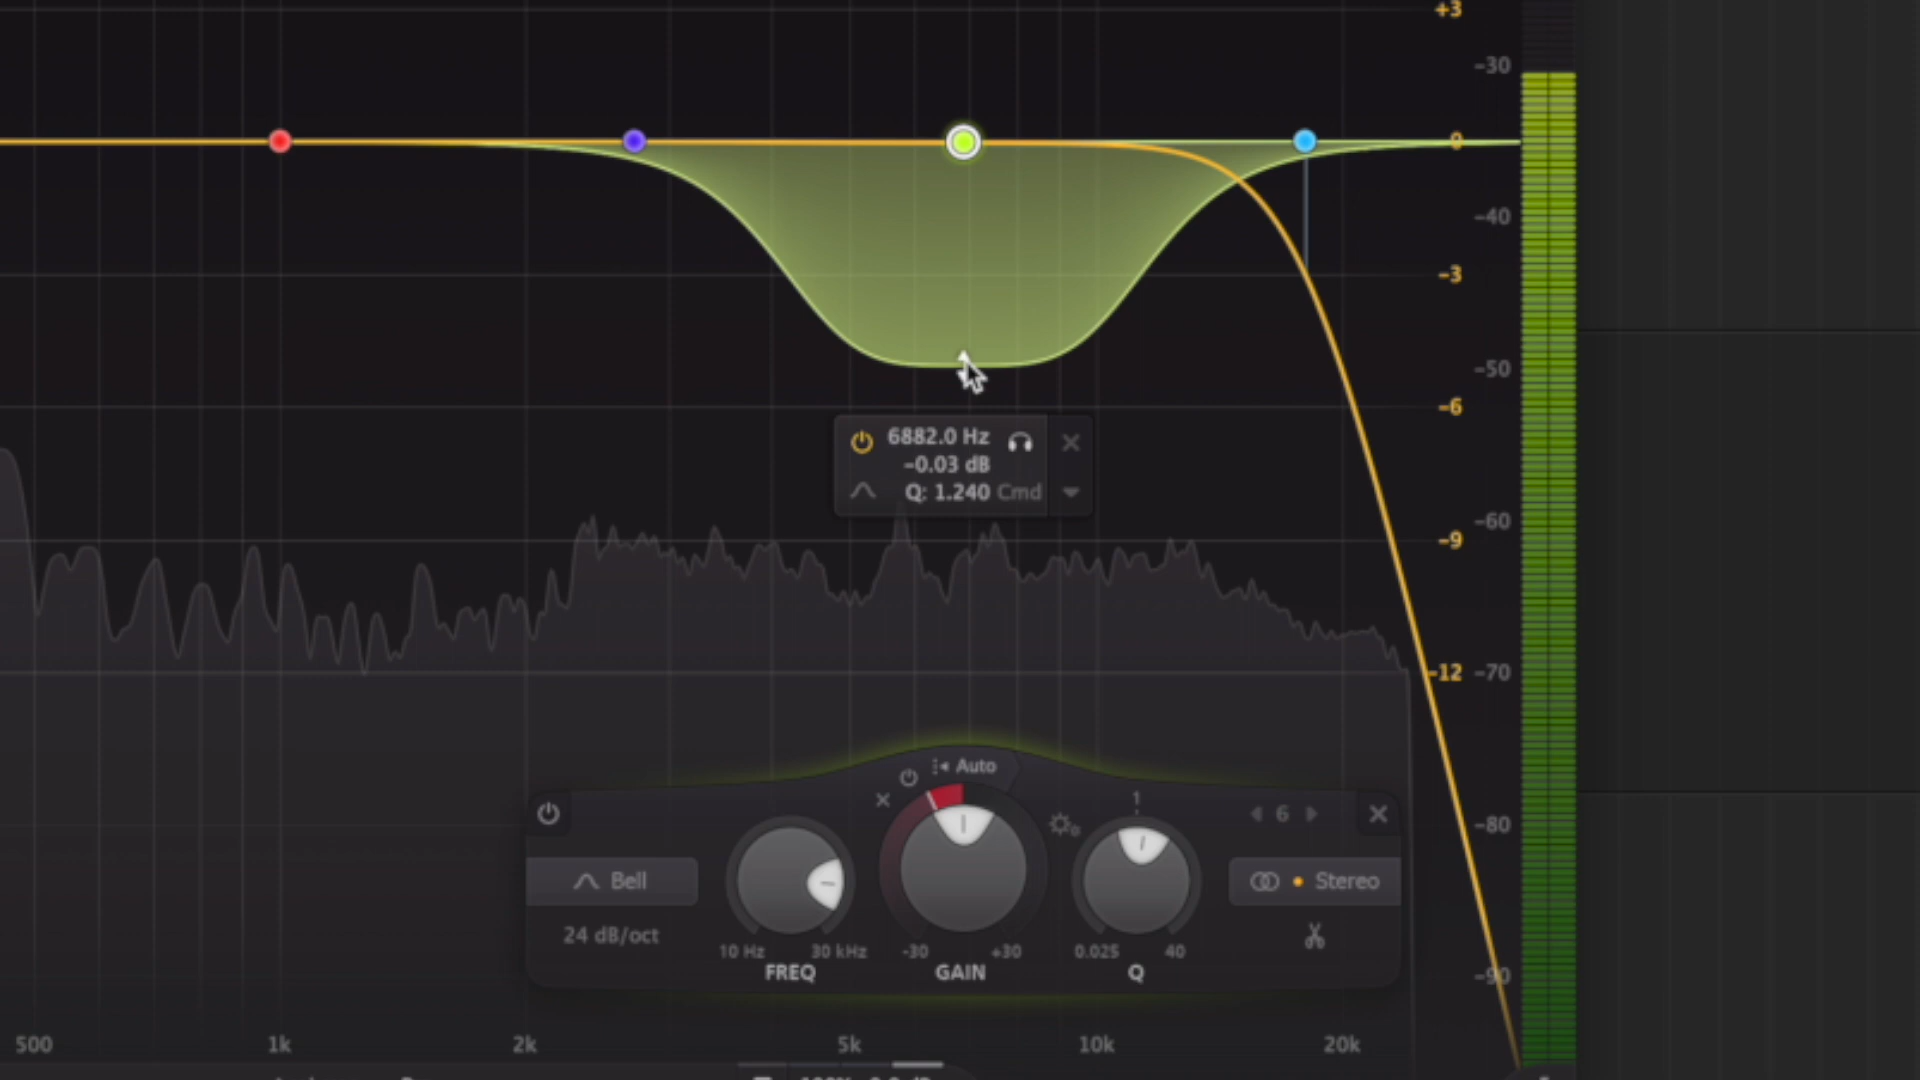 +3
-30
0
-40
-3
-50
-6
6882.0 Hz
-0.03 dB
Q: 1.240 Cmd
-60
-9
-12 -70
Auto
1
6
-80
Bell
Stereo
24 dB/oct
10 Hz 30 kHz
FREQ
-30 +30
GAIN
0.025 40
Q
-90
500 1k 2k 5k 10k 20k